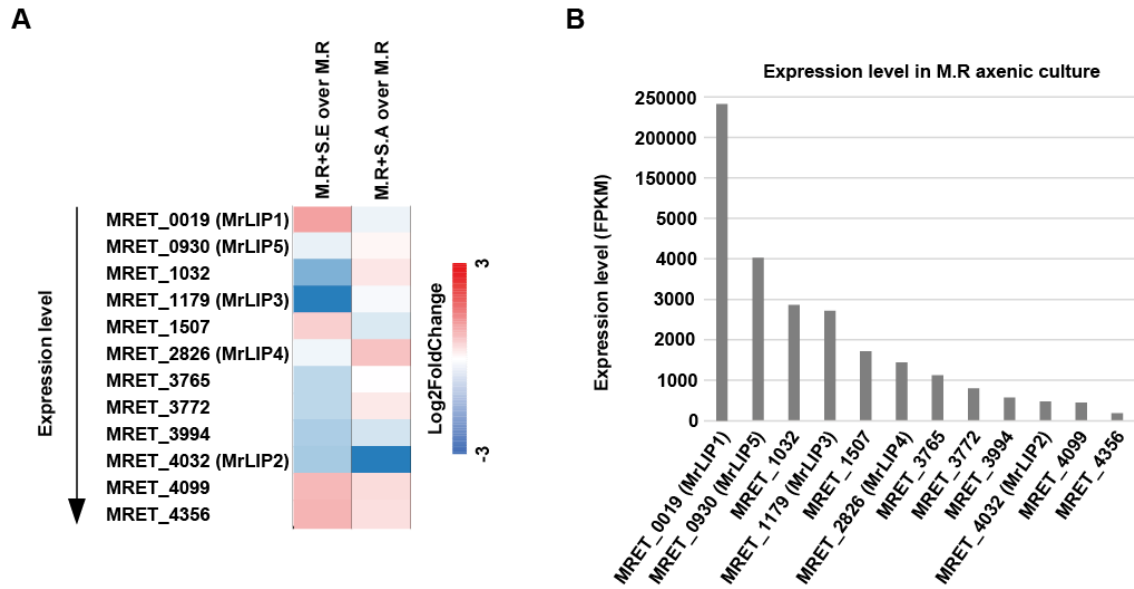 A
M.R+S.E over M.R
M.R+S.A over M.R
Expression level
MRET_0019 (MrLIP1)
MRET_0930 (MrLIP5)
MRET_1032
MRET_1179 (MrLIP3)
MRET_1507
MRET_2826 (MrLIP4)
MRET_3765
MRET_3772
MRET_3994
MRET_4032 (MrLIP2)
MRET_4099
MRET_4356
Log2FoldChange
3
-3
B
Expression level in M.R axenic culture
Expression level (FPKM)
250000
200000
150000
5000
4000
3000
2000
1000
0
MRET_0019 (MrLIP1)
MRET_0930 (MrLIP5)
MRET_1032
MRET_1179 (MrLIP3)
MRET_1507
MRET_2826 (MrLIP4)
MRET_3765
MRET_3772
MRET_3994
MRET_4032 (MrLIP2)
MRET_4099
MRET_4356